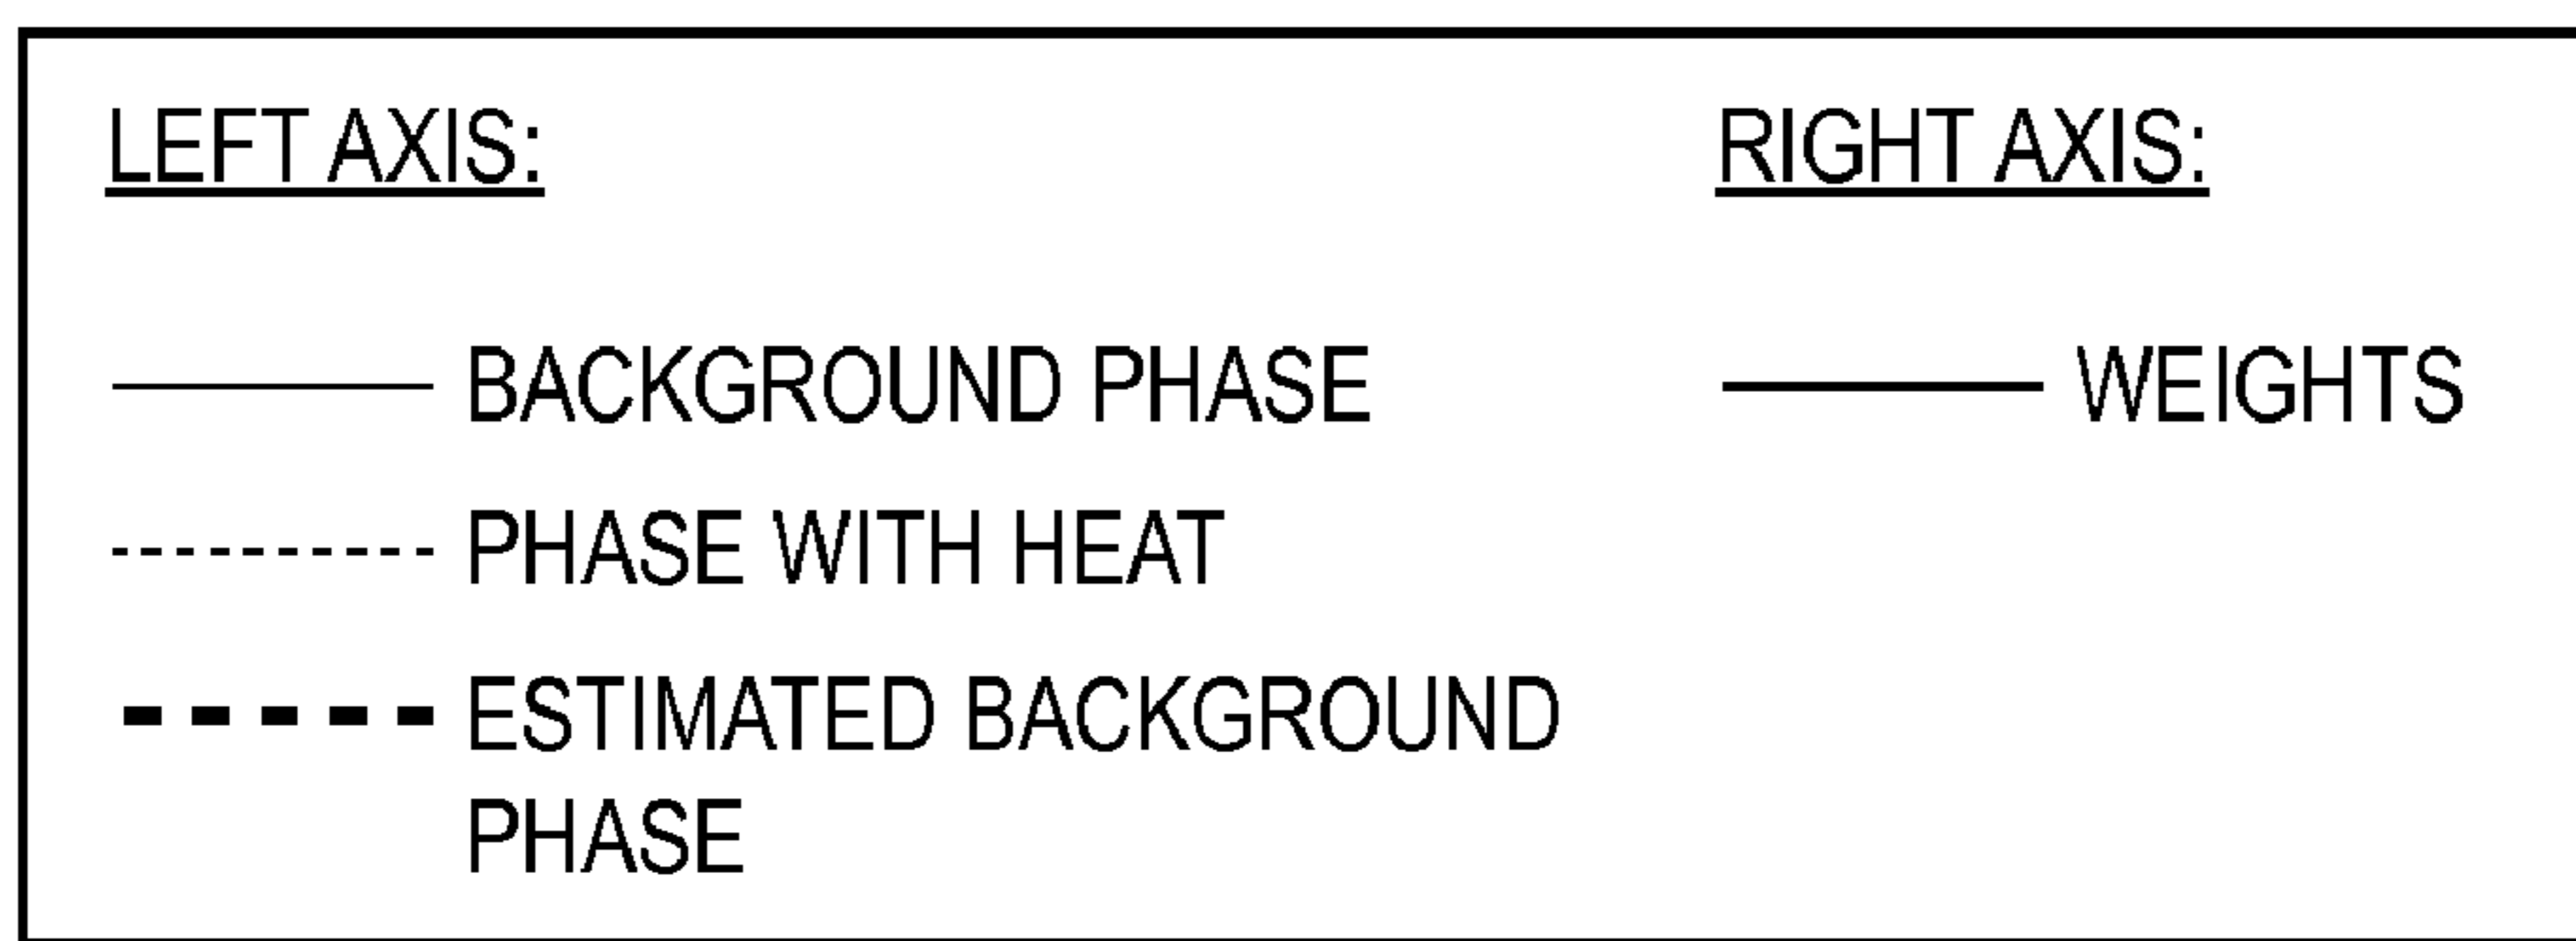 LEFT AXIS:
BACKGROUND PHASE
PHASE WITH HEAT
ESTIMATED BACKGROUND
PHASE
RIGHT AXIS:
WEIGHTS